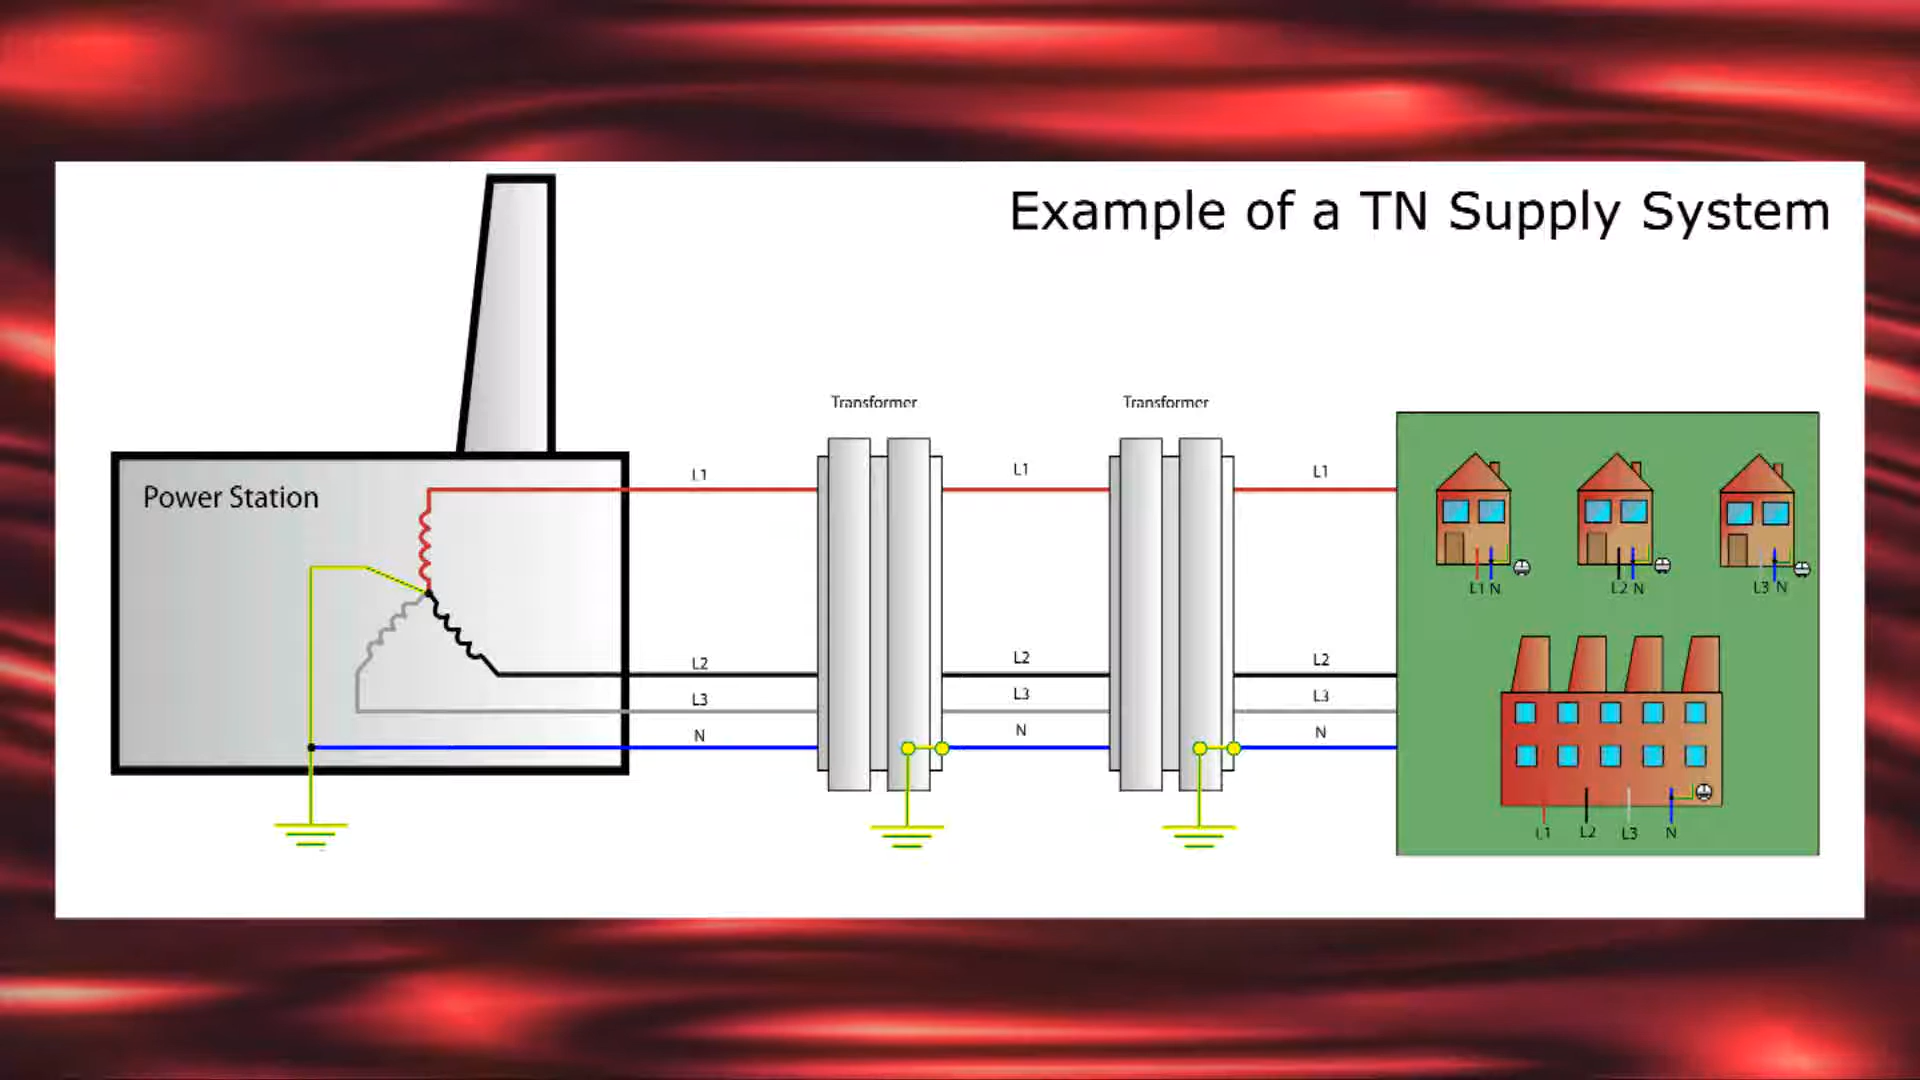 Example of a TN Supply System
Transformer
Transformer
Power Station
L1
L1
L1
L2
L2
L2
L3
L3
L3
N
N
N
L1 N
L2 N
L3 N
L1 L2 L3 N